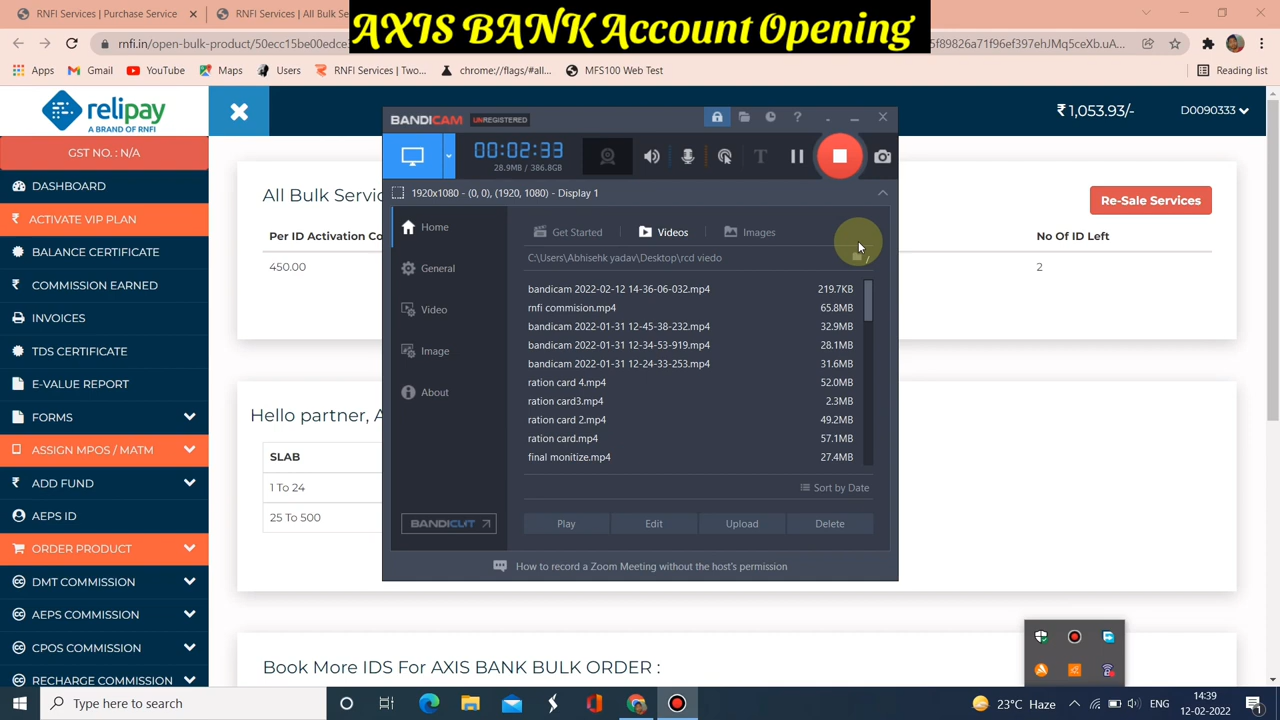 AXIS BANK Account Opening
in.bulk-online.rnfi.in/bulk-
product/50ec11be00edce
5f89826a71f96ef397ehJmq5ceXb.aU...
Apps
Gmail
YouTube
Maps
Users
RNFI Services | Two...
chrome://flags/#all...
MFS100 Web Test
Reading list
relipay
A BRAND OF RNFI
₹ 1,053.93/-
D0090333
GST NO. : N/A
DASHBOARD
ACTIVATE VIP PLAN
BALANCE CERTIFICATE
COMMISSION EARNED
INVOICES
TDS CERTIFICATE
E-VALUE REPORT
FORMS
ASSIGN MPOS / MATM
ADD FUND
AEPS ID
ORDER PRODUCT
DMT COMMISSION
AEPS COMMISSION
CPOS COMMISSION
RECHARGE COMMISSION
All Bulk Servic
Re-Sale Services
Per ID Activation Co
No Of ID Left
450.00
2
Hello partner, A
SLAB
1 To 24
25 To 500
Book More IDS For AXIS BANK BULK ORDER :
BANDICAM
UNREGISTERED
00:02:33
28.9MB / 386.8GB
1920x1080 - (0, 0), (1920, 1080) - Display 1
Home
General
Video
Image
About
BANDICUT
Get Started
Videos
Images
C:\Users\Abhisehk yadav\Desktop\rcd viedo
bandicam 2022-02-12 14-36-06-032.mp4 219.7KB
rnfi commision.mp4 65.8MB
bandicam 2022-01-31 12-45-38-232.mp4 32.9MB
bandicam 2022-01-31 12-34-53-919.mp4 28.1MB
bandicam 2022-01-31 12-24-33-253.mp4 31.6MB
ration card 4.mp4 52.0MB
ration card3.mp4 2.3MB
ration card 2.mp4 49.2MB
ration card.mp4 57.1MB
final monitize.mp4 27.4MB
Sort by Date
Play
Edit
Upload
Delete
How to record a Zoom Meeting without the host's permission
Type here to search
23°C Haze
ENG
14:39
12-02-2022